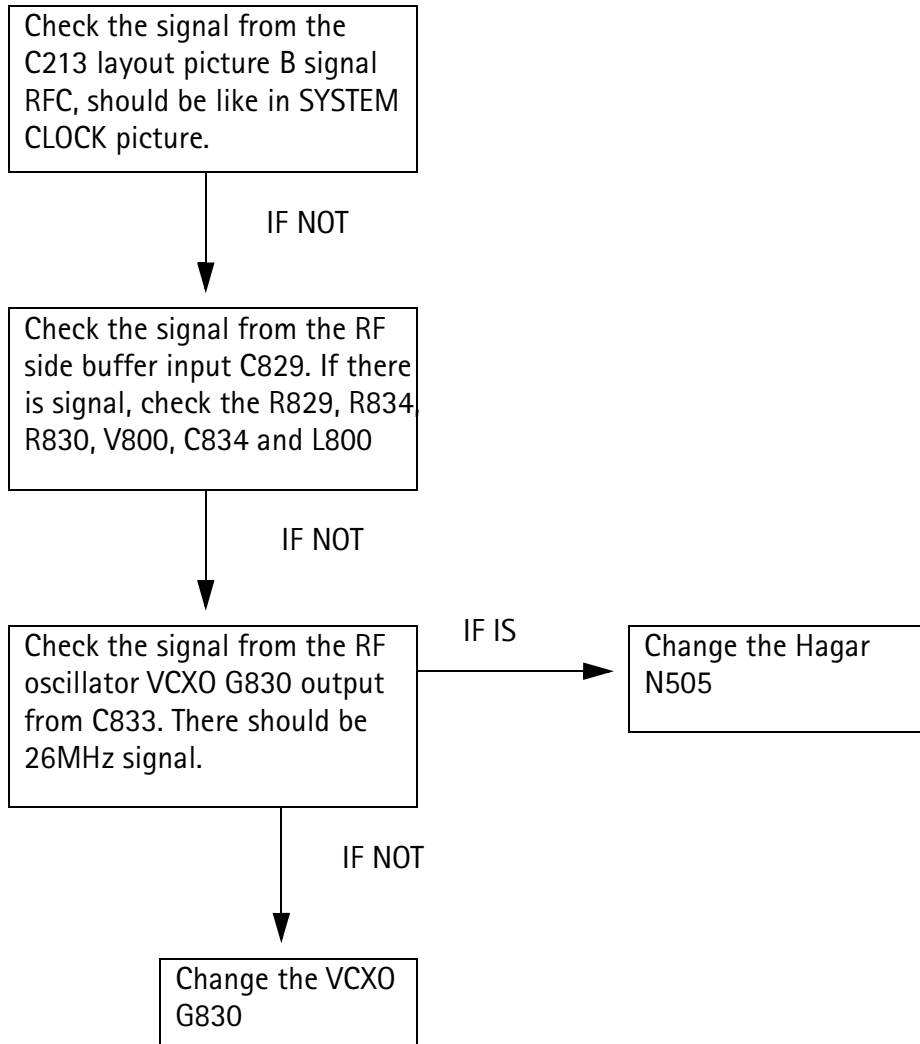 Check the signal from the
C213 layout picture B signal
RFC, should be like in SYSTEM
CLOCK picture.
IF NOT
Check the signal from the RF
side buffer input C829. If there
is signal, check the R829, R834,
R830, V800, C834 and L800
IF NOT
Check the signal from the RF
oscillator VCXO G830 output
from C833. There should be
26MHz signal.
IF IS
Change the Hagar
N505
IF NOT
Change the VCXO
G830